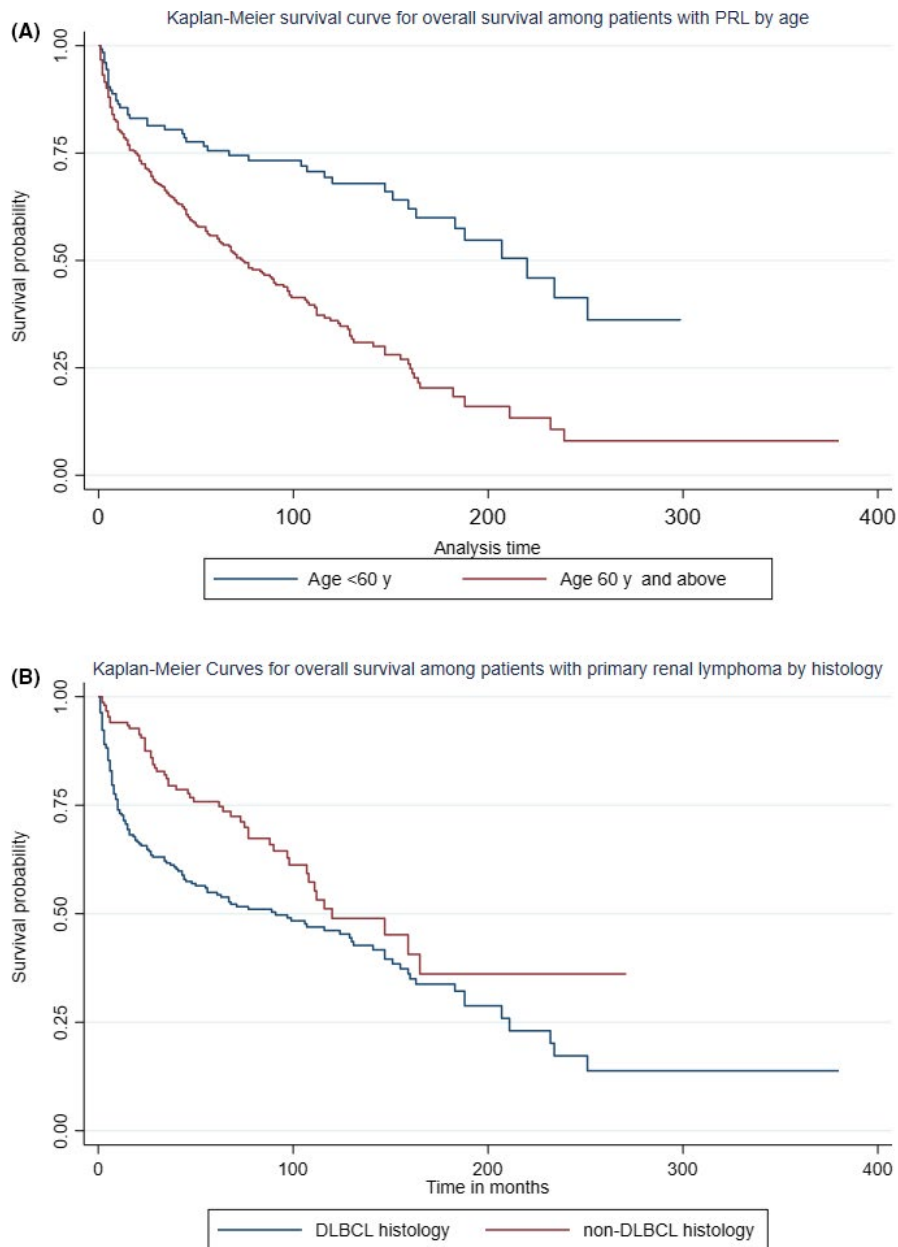 (A)
Kaplan-Meier survival curve for overall survival among patients with PRL by age
Survival probability
1.00
0.75
0.50
0.25
0.00
0 100 200 300 400
Analysis time
Age <60 y Age 60 y and above
(B)
Kaplan-Meier Curves for overall survival among patients with primary renal lymphoma by histology
Survival probability
1.00
0.75
0.50
0.25
0.00
0 100 200 300 400
Time in months
DLBCL histology non-DLBCL histology